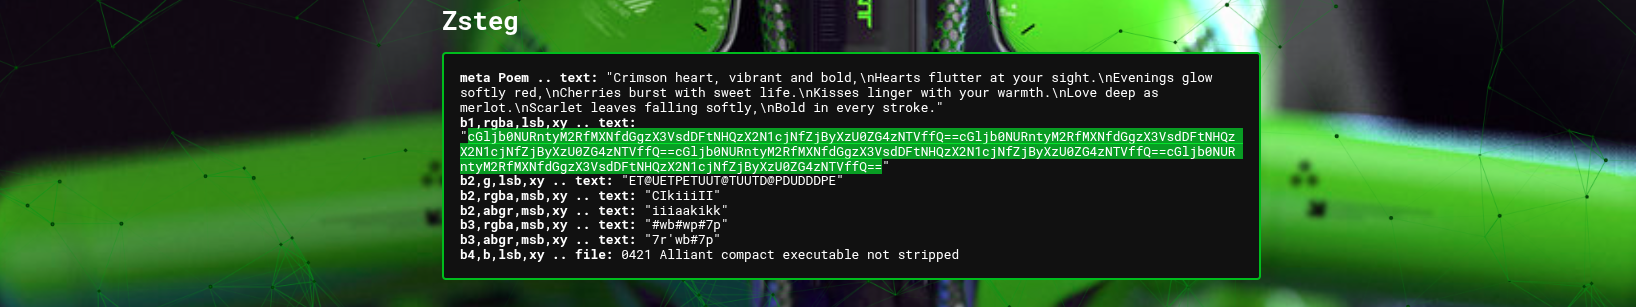 Zsteg
meta Poem .. text: "Crimson heart, vibrant and bold,\nHearts flutter at your sight.\nEvenings glow
softly red,\nCherries burst with sweet life.\nKisses linger with your warmth.\nLove deep as
merlot.\nScarlet leaves falling softly,\nBold in every stroke."
b1,rgba,lsb,xy .. text:
"cGljb0NURntyM2RfMXNfdGgzX3VsdDFtNHQzX2N1cjNfZjByXzU0ZG4zNTVffQ==cGljb0NURntyM2RfMXNfdGgzX3VsdDFtNHQz
X2N1cjNfZjByXzU0ZG4zNTVffQ==cGljb0NURntyM2RfMXNfdGgzX3VsdDFtNHQzX2N1cjNfZjByXzU0ZG4zNTVffQ==cGljb0NUR
ntyM2RfMXNfdGgzX3VsdDFtNHQzX2N1cjNfZjByXzU0ZG4zNTVffQ=="
b2,g,lsb,xy .. text: "ET@UETPETUUT@TUUTD@PDUDDDPE"
b2,rgba,msb,xy .. text: "CIkiiiII"
b2,abgr,msb,xy .. text: "iiiaakikk"
b3,rgba,msb,xy .. text: "#wb#wp#7p"
b3,abgr,msb,xy .. text: "7r'wb#7p"
b4,b,lsb,xy .. file: 0421 Alliant compact executable not stripped